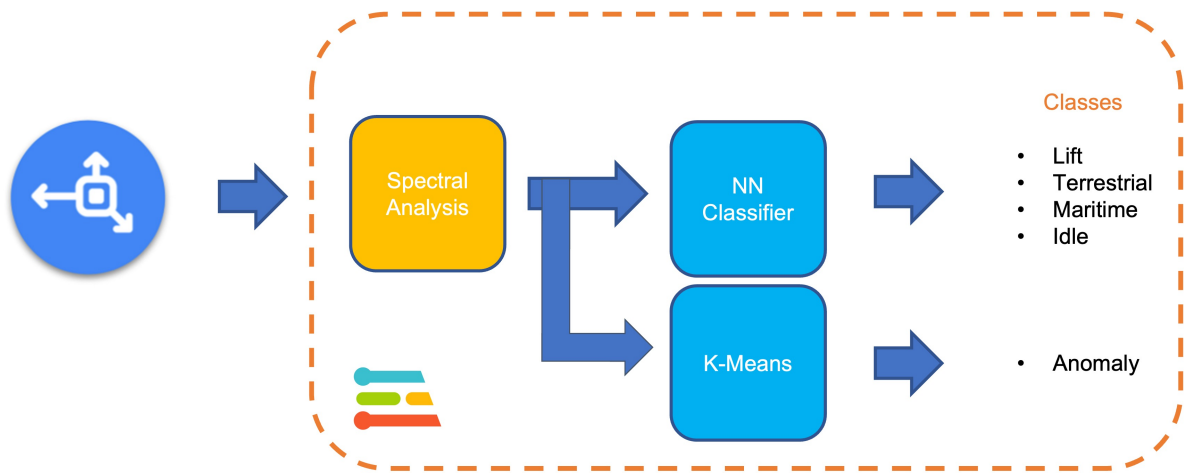 Classes
Spectral
Analysis
NN
Classifier
• Lift
• Terrestrial
• Maritime
• Idle
K-Means
• Anomaly